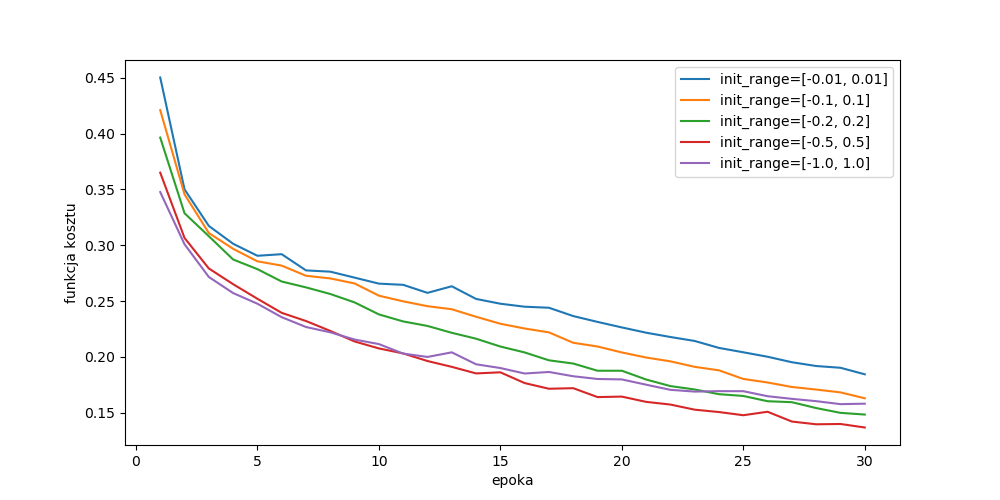 init_range=[-0.01, 0.01]
init_range=[-0.1, 0.1]
init_range=[-0.2, 0.2]
init_range=[-0.5, 0.5]
init_range=[-1.0, 1.0]
funkcja kosztu
0.45
0.40
0.35
0.30
0.25
0.20
0.15
0 5 10 15 20 25 30
epoka